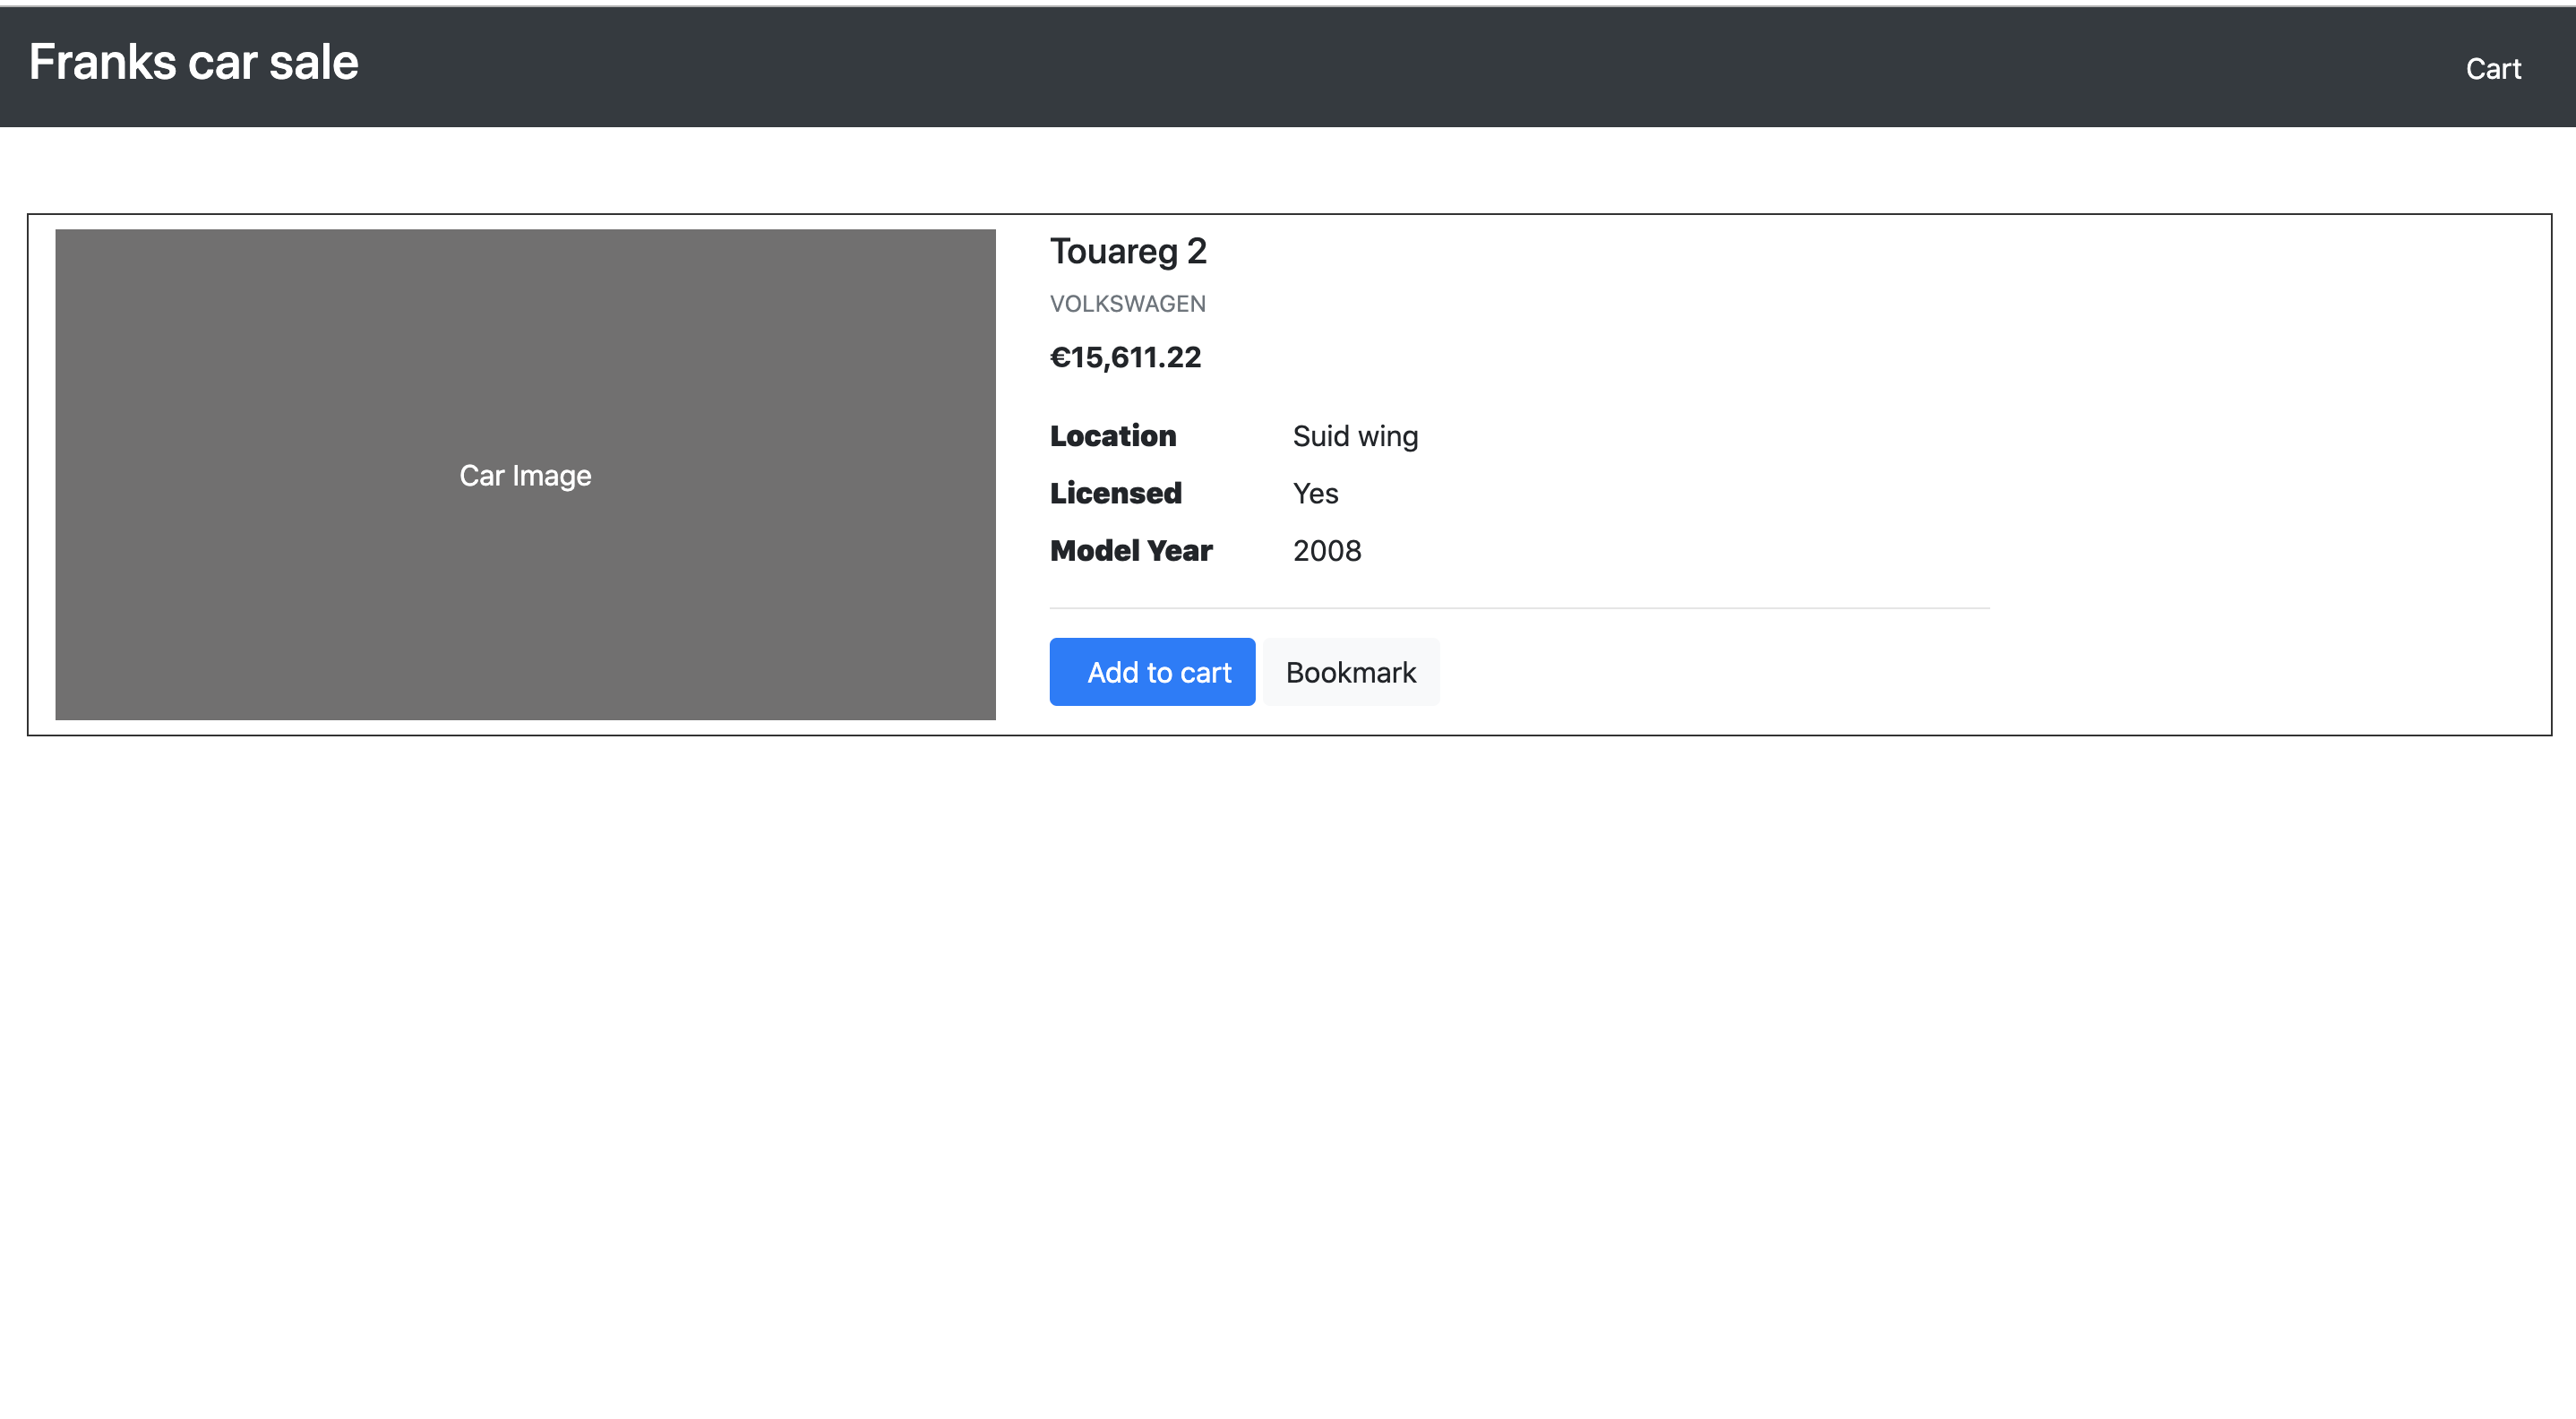 Franks car sale
Cart
Car Image
Touareg 2
VOLKSWAGEN
€15,611.22
Location Suid wing
Licensed Yes
Model Year 2008
Add to cart Bookmark